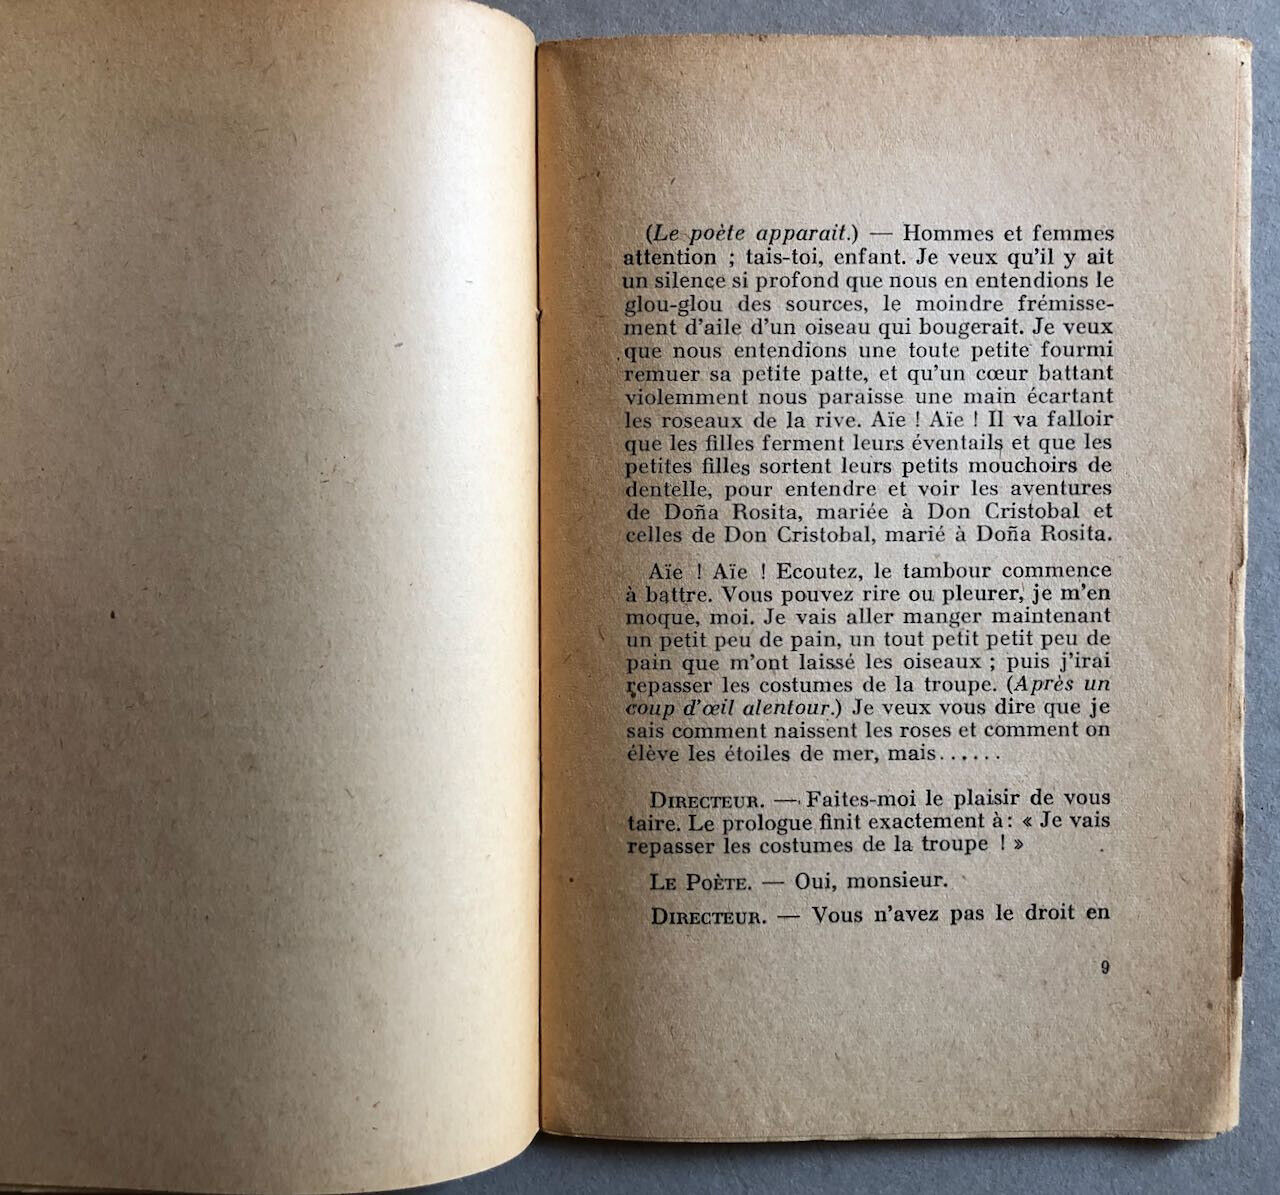 (Le poète apparait.) — Hommes et femmes
attention ; tais-toi, enfant. Je veux qu'il y ait
un silence si profond que nous en entendions le
glou-glou des sources, le moindre frémisse-
ment d'aile d'un oiseau qui bougerait. Je veux
que nous entendions une toute petite fourmi
remuer sa petite patte, et qu'un cœur battant
violemment nous paraisse une main écartant
les roseaux de la rive. Aïe ! Aïe ! Il va falloir
que les filles ferment leurs éventails et que les
petites filles sortent leurs petits mouchoirs de
dentelle, pour entendre et voir les aventures
de Doña Rosita, mariée à Don Cristobal et
celles de Don Cristobal, marié à Doña Rosita.
Aïe ! Aïe ! Ecoutez, le tambour commence
à battre. Vous pouvez rire ou pleurer, je m'en
moque, moi. Je vais aller manger maintenant
un petit peu de pain, un tout petit petit peu de
pain que m'ont laissé les oiseaux ; puis j'irai
repasser les costumes de la troupe. (Après un
coup d'œil alentour.) Je veux vous dire que je
sais comment naissent les roses et comment on
élève les étoiles de mer, mais......
DIRECTEUR. — Faites-moi le plaisir de vous
taire. Le prologue finit exactement à : « Je vais
repasser les costumes de la troupe ! »
LE POÈTE. — Oui, monsieur.
DIRECTEUR. — Vous n'avez pas le droit en
9